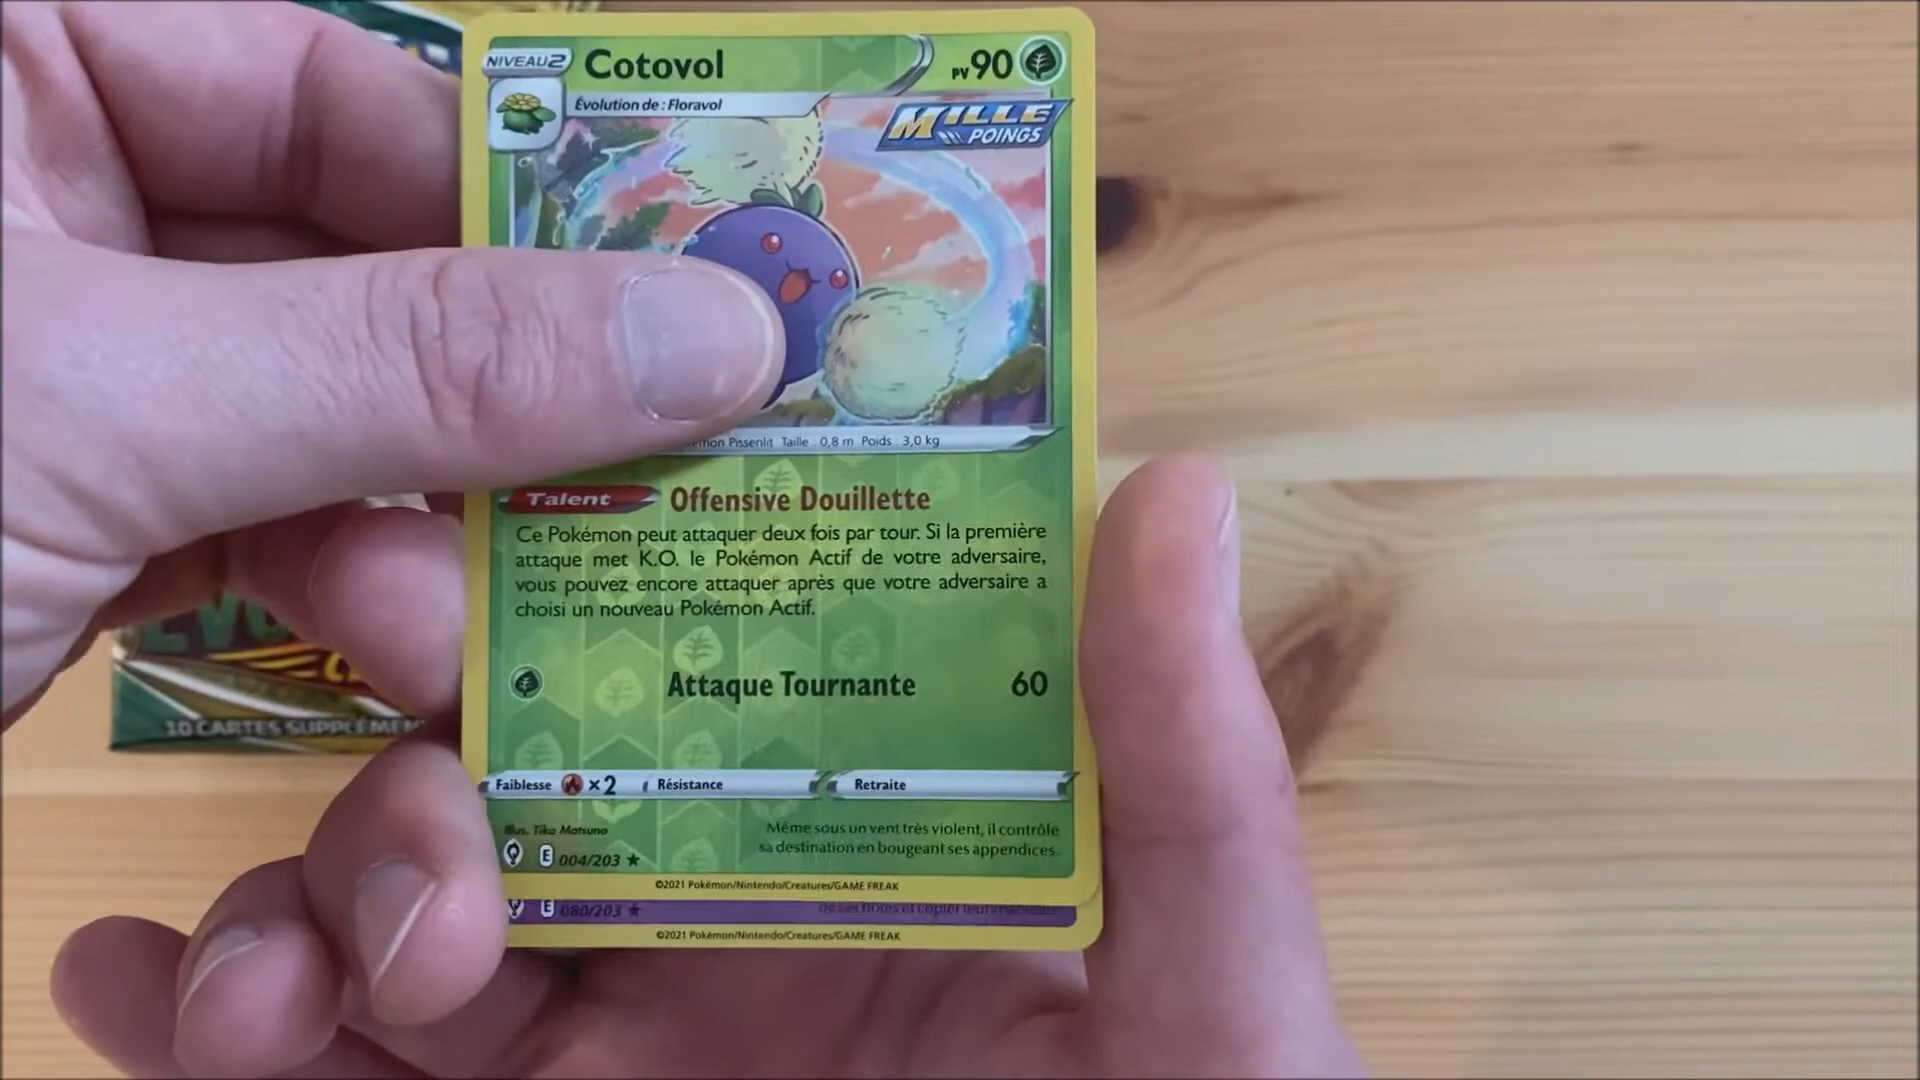 NIVEAU2
Cotovol
PV90
Évolution de : Floravol
MILLE
POINGS
Pissenlit Taille : 0,8 m Poids : 3,0 kg
Talent Offensive Douillette
Ce Pokémon peut attaquer deux fois par tour. Si la première
attaque met K.O. le Pokémon Actif de votre adversaire,
vous pouvez encore attaquer après que votre adversaire a
choisi un nouveau Pokémon Actif.
Attaque Tournante 60
Faiblesse ×2 Résistance Retraite
Illus. Tika Matsuno
Même sous un vent très violent, il contrôle
sa destination en bougeant ses appendices.
E 004/203 ★
©2021 Pokémon/Nintendo/Creatures/GAME FREAK
E 080/203 ★
©2021 Pokémon/Nintendo/Creatures/GAME FREAK
10 CARTES